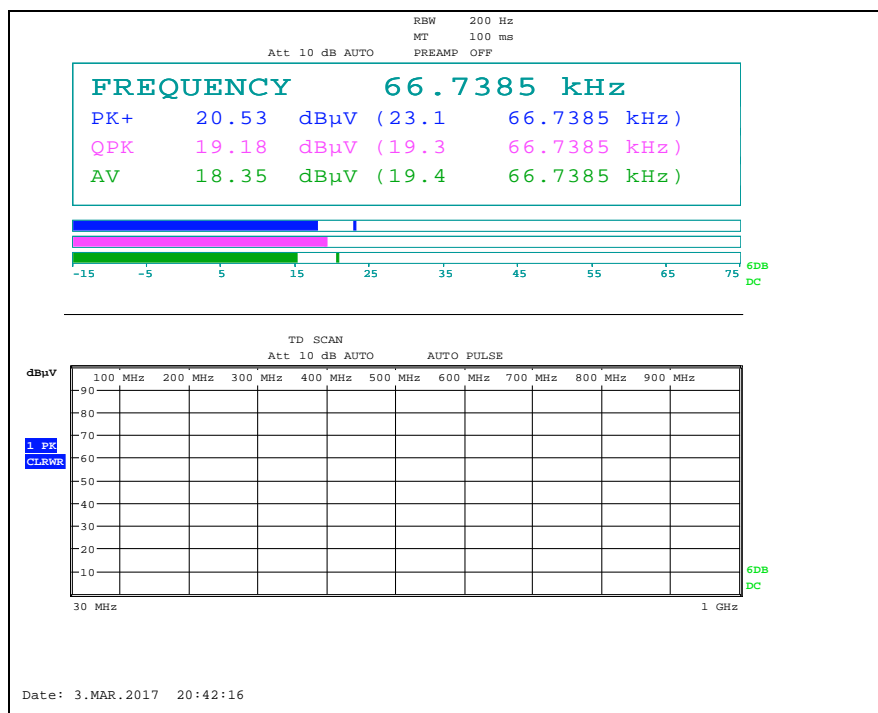 RBW 200 Hz
MT 100 ms
Att 10 dB AUTO PREAMP OFF
FREQUENCY 66.7385 kHz
PK+ 20.53 dBµV (23.1 66.7385 kHz)
QPK 19.18 dBµV (19.3 66.7385 kHz)
AV 18.35 dBµV (19.4 66.7385 kHz)
-15 -5 5 15 25 35 45 55 65 75
6DB
DC
TD SCAN
Att 10 dB AUTO AUTO PULSE
dBµV
100 MHz 200 MHz 300 MHz 400 MHz 500 MHz 600 MHz 700 MHz 800 MHz 900 MHz
90
80
70
1 PK
CLRWR
60
50
40
30
20
10
6DB
DC
30 MHz 1 GHz
Date: 3.MAR.2017 20:42:16